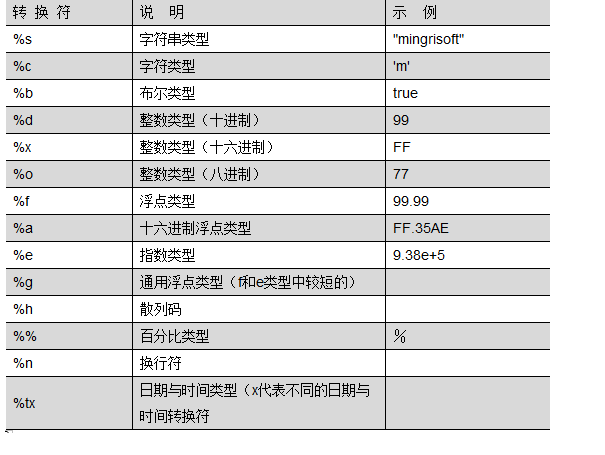 转 换 符 说 明 示 例
%s 字符串类型 "mingrisoft"
%c 字符类型 'm'
%b 布尔类型 true
%d 整数类型（十进制） 99
%x 整数类型（十六进制） FF
%o 整数类型（八进制） 77
%f 浮点类型 99.99
%a 十六进制浮点类型 FF.35AE
%e 指数类型 9.38e+5
%g 通用浮点类型（f和e类型中较短的）
%h 散列码
%% 百分比类型 ％
%n 换行符
%tx 日期与时间类型（x代表不同的日期与
时间转换符